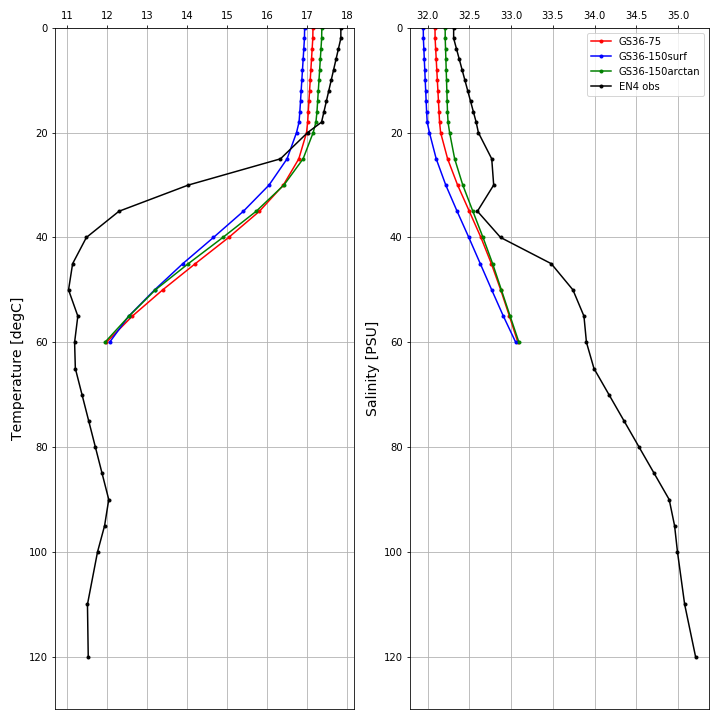 11 12 13 14 15 16 17 18
32.0 32.5 33.0 33.5 34.0 34.5 35.0
0
20
40
60
80
100
120
Temperature [degC]
0
20
40
60
80
100
120
Salinity [PSU]
GS36-75
GS36-150surf
GS36-150arctan
EN4 obs